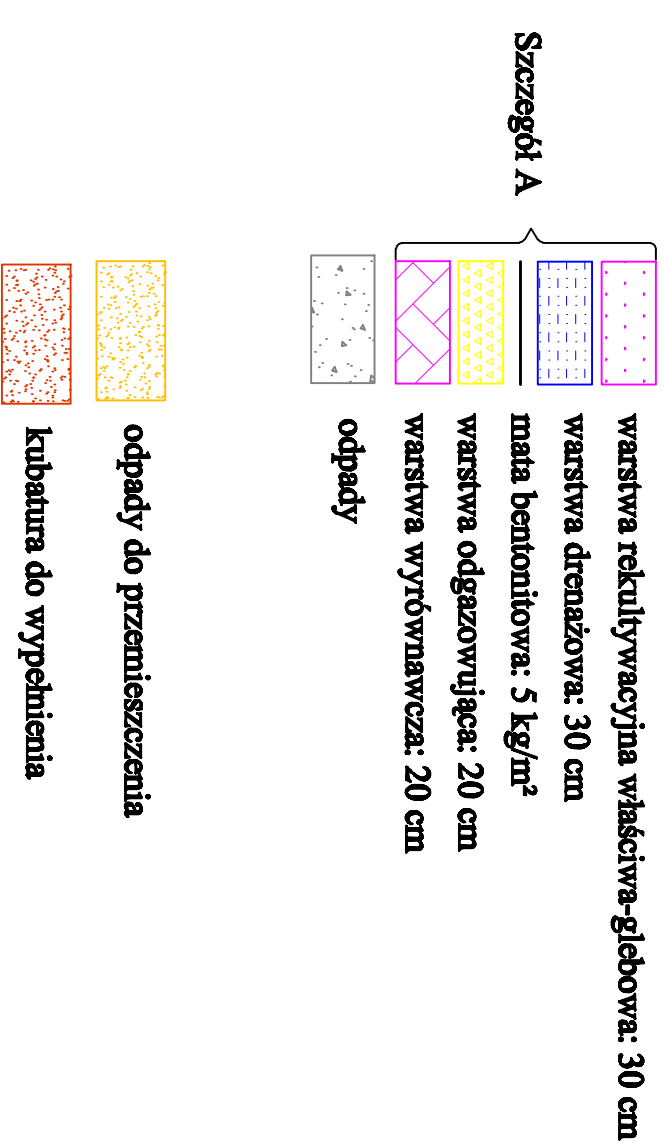 Szczegół A
warstwa rekultywacyjna właściwa-glebowa: 30 cm
warstwa drenażowa: 30 cm
mata bentonitowa: 5 kg/m²
warstwa odgazowująca: 20 cm
warstwa wyrównawcza: 20 cm
odpady
odpady do przemieszczenia
kubatura do wypełnienia